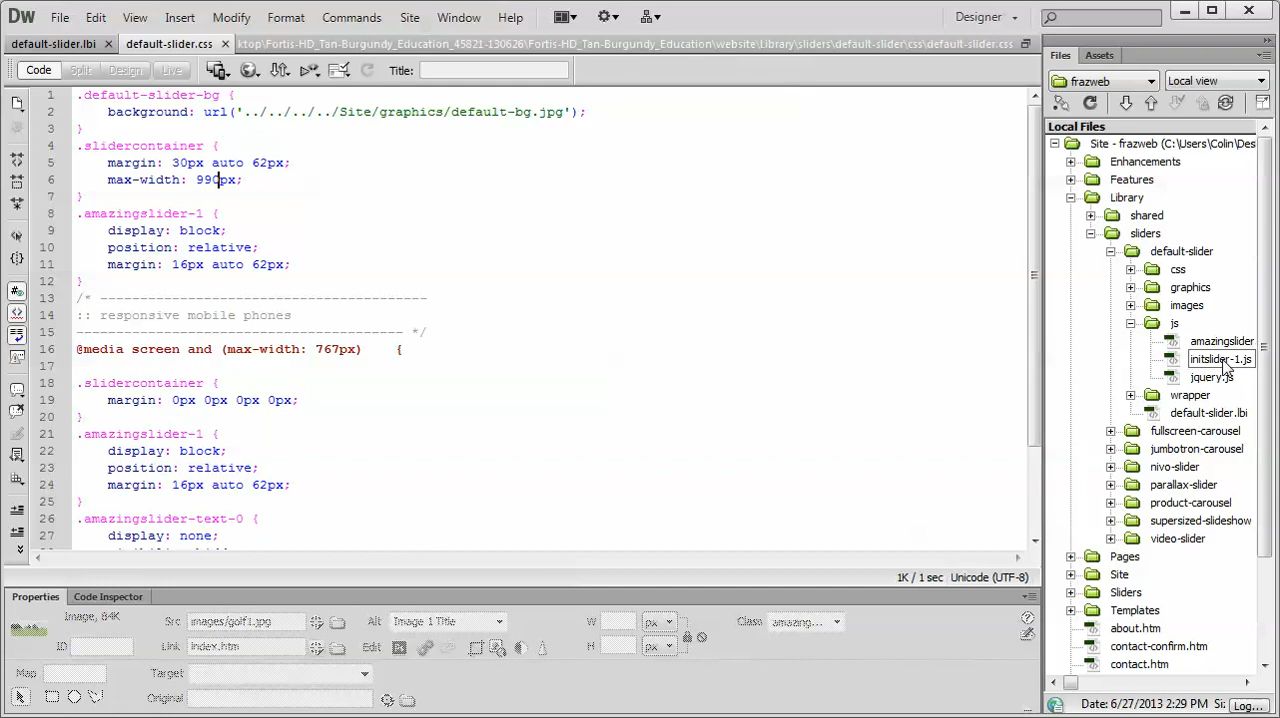 Dw File Edit View Insert Modify Format Commands Site Window Help Designer
default-slider.lbi × default-slider.css × ktop\Fortis-HD_Tan-Burgundy_Education_45821-130626\Fortis-HD_Tan-Burgundy_Education\website\Library\sliders\default-slider\css\default-slider.css
Code Split Design Live Title:
1 .default-slider-bg {
2 background: url('../../../../Site/graphics/default-bg.jpg');
3 }
4 .slidercontainer {
5 margin: 30px auto 62px;
6 max-width: 990px;
7 }
8 .amazingslider-1 {
9 display: block;
10 position: relative;
11 margin: 16px auto 62px;
12 }
13 /* -----------------------------------------
14 :: responsive mobile phones
15 ----------------------------------------- */
16 @media screen and (max-width: 767px) {
17
18 .slidercontainer {
19 margin: 0px 0px 0px 0px;
20 }
21 .amazingslider-1 {
22 display: block;
23 position: relative;
24 margin: 16px auto 62px;
25 }
26 .amazingslider-text-0 {
27 display: none;
1K / 1 sec Unicode (UTF-8)
Properties Code Inspector
Image, 84K Src images/golf1.jpg Alt Image 1 Title W px Class amazing...
ID Link index.htm Edit H px
Map Target
Original
Files Assets
frazweb Local view
Local Files
Site - frazweb (C:\Users\Colin\Des
Enhancements
Features
Library
shared
sliders
default-slider
css
graphics
images
js
amazingslider
initslider-1.js
jquery.js
wrapper
default-slider.lbi
fullscreen-carousel
jumbotron-carousel
nivo-slider
parallax-slider
product-carousel
supersized-slideshow
video-slider
Pages
Site
Sliders
Templates
about.htm
contact-confirm.htm
contact.htm
Date: 6/27/2013 2:29 PM Si: Log...